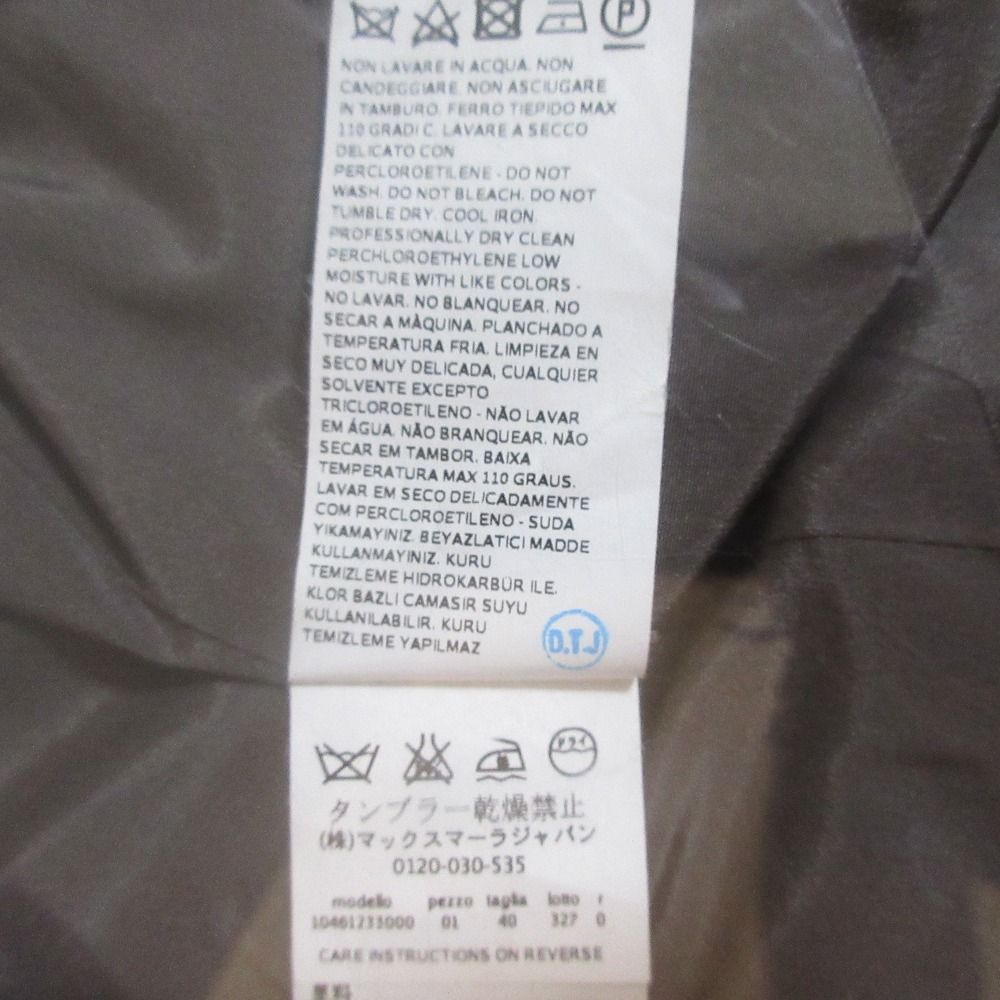 P
NON LAVARE IN ACQUA. NON
CANDEGGIARE. NON ASCIUGARE
IN TAMBURO. FERRO TIEPIDO MAX
110 GRADI C. LAVARE A SECCO
DELICATO CON
PERCLOROETILENE - DO NOT
WASH. DO NOT BLEACH. DO NOT
TUMBLE DRY. COOL IRON.
PROFESSIONALLY DRY CLEAN
PERCHLOROETHYLENE LOW
MOISTURE WITH LIKE COLORS -
NO LAVAR. NO BLANQUEAR. NO
SECAR A MÀQUINA. PLANCHADO A
TEMPERATURA FRIA. LIMPIEZA EN
SECO MUY DELICADA, CUALQUIER
SOLVENTE EXCEPTO
TRICLOROETILENO - NÃO LAVAR
EM ÁGUA. NÃO BRANQUEAR. NÃO
SECAR EM TAMBOR. BAIXA
TEMPERATURA MAX 110 GRAUS.
LAVAR EM SECO DELICADAMENTE
COM PERCLOROETILENO - SUDA
YIKAMAYINIZ. BEYAZLATICI MADDE
KULLANMAYINIZ. KURU
TEMIZLEME HIDROKARBÜR ILE.
KLOR BAZLI CAMASIR SUYU
KULLANILABILIR. KURU
TEMIZLEME YAPILMAZ
D.T.J
ドライ
タンブラー乾燥禁止
(株)マックスマーラジャパン
0120-030-535
modello pezzo taglia lotto r
10461733000 01 40 327 0
CARE INSTRUCTIONS ON REVERSE